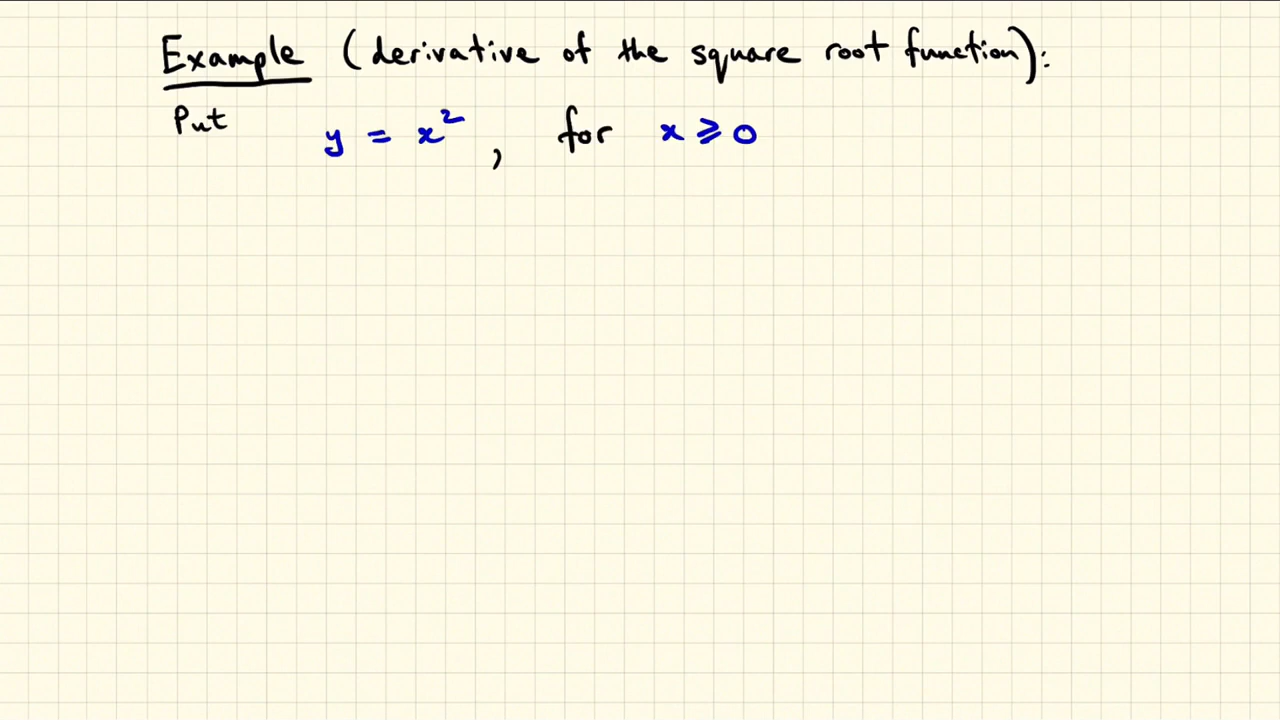 Example (derivative of the square root function):
Put y = x², for x ⩾ 0